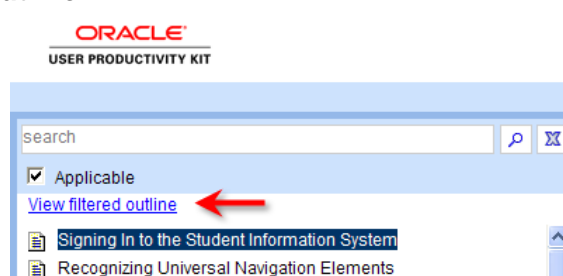 ORACLE
USER PRODUCTIVITY KIT
search
Applicable
View filtered outline
Signing In to the Student Information System
Recognizing Universal Navigation Elements